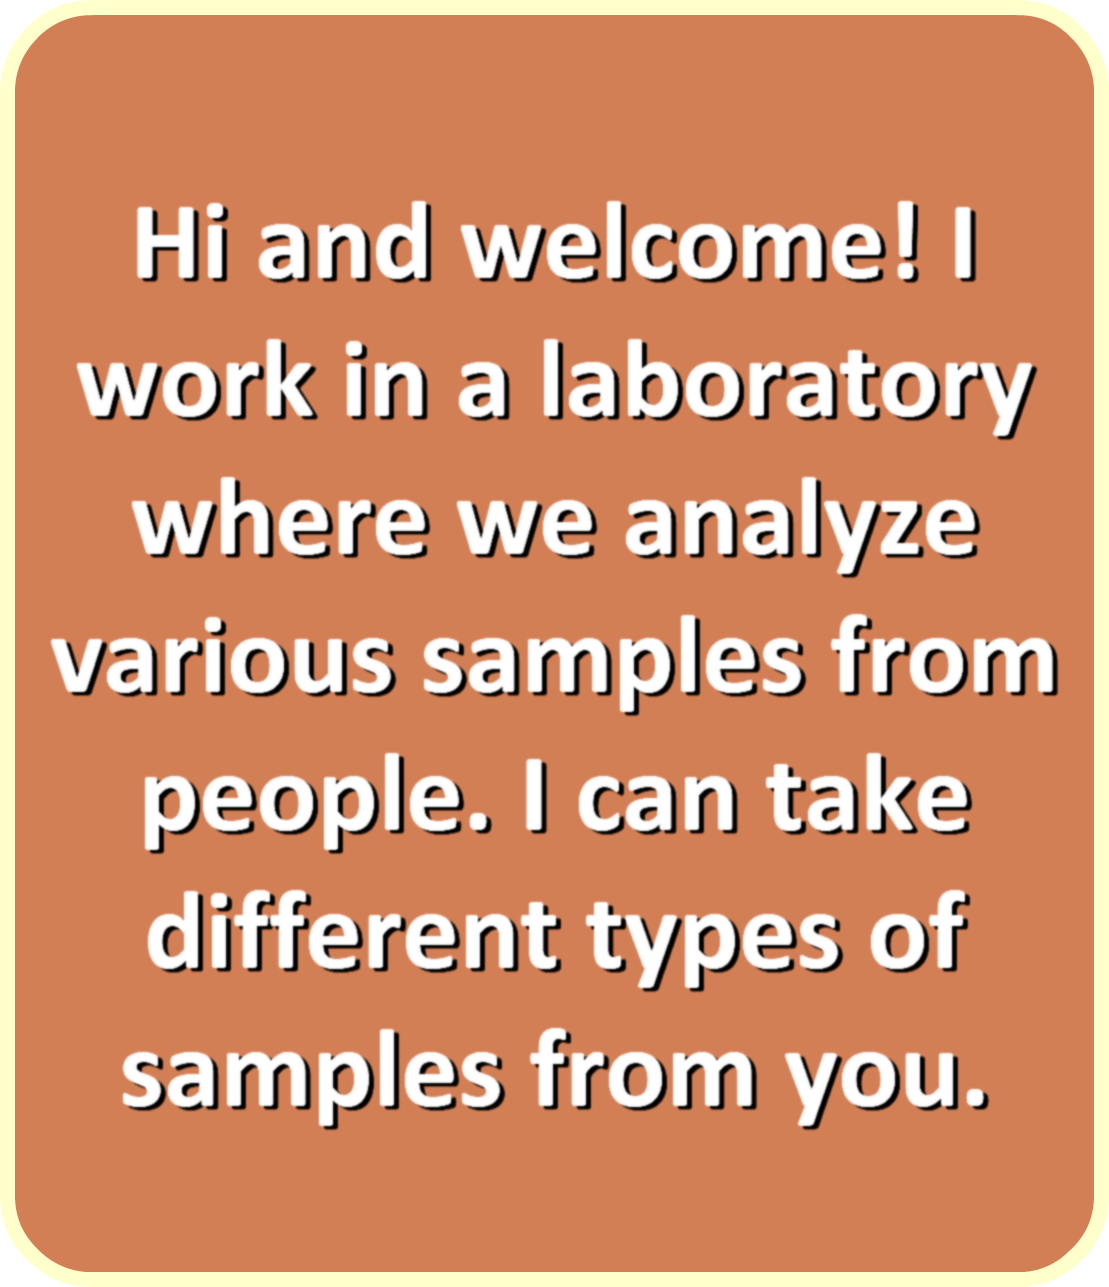 Hi and welcome! I
work in a laboratory
where we analyze
various samples from
people. I can take
different types of
samples from you.